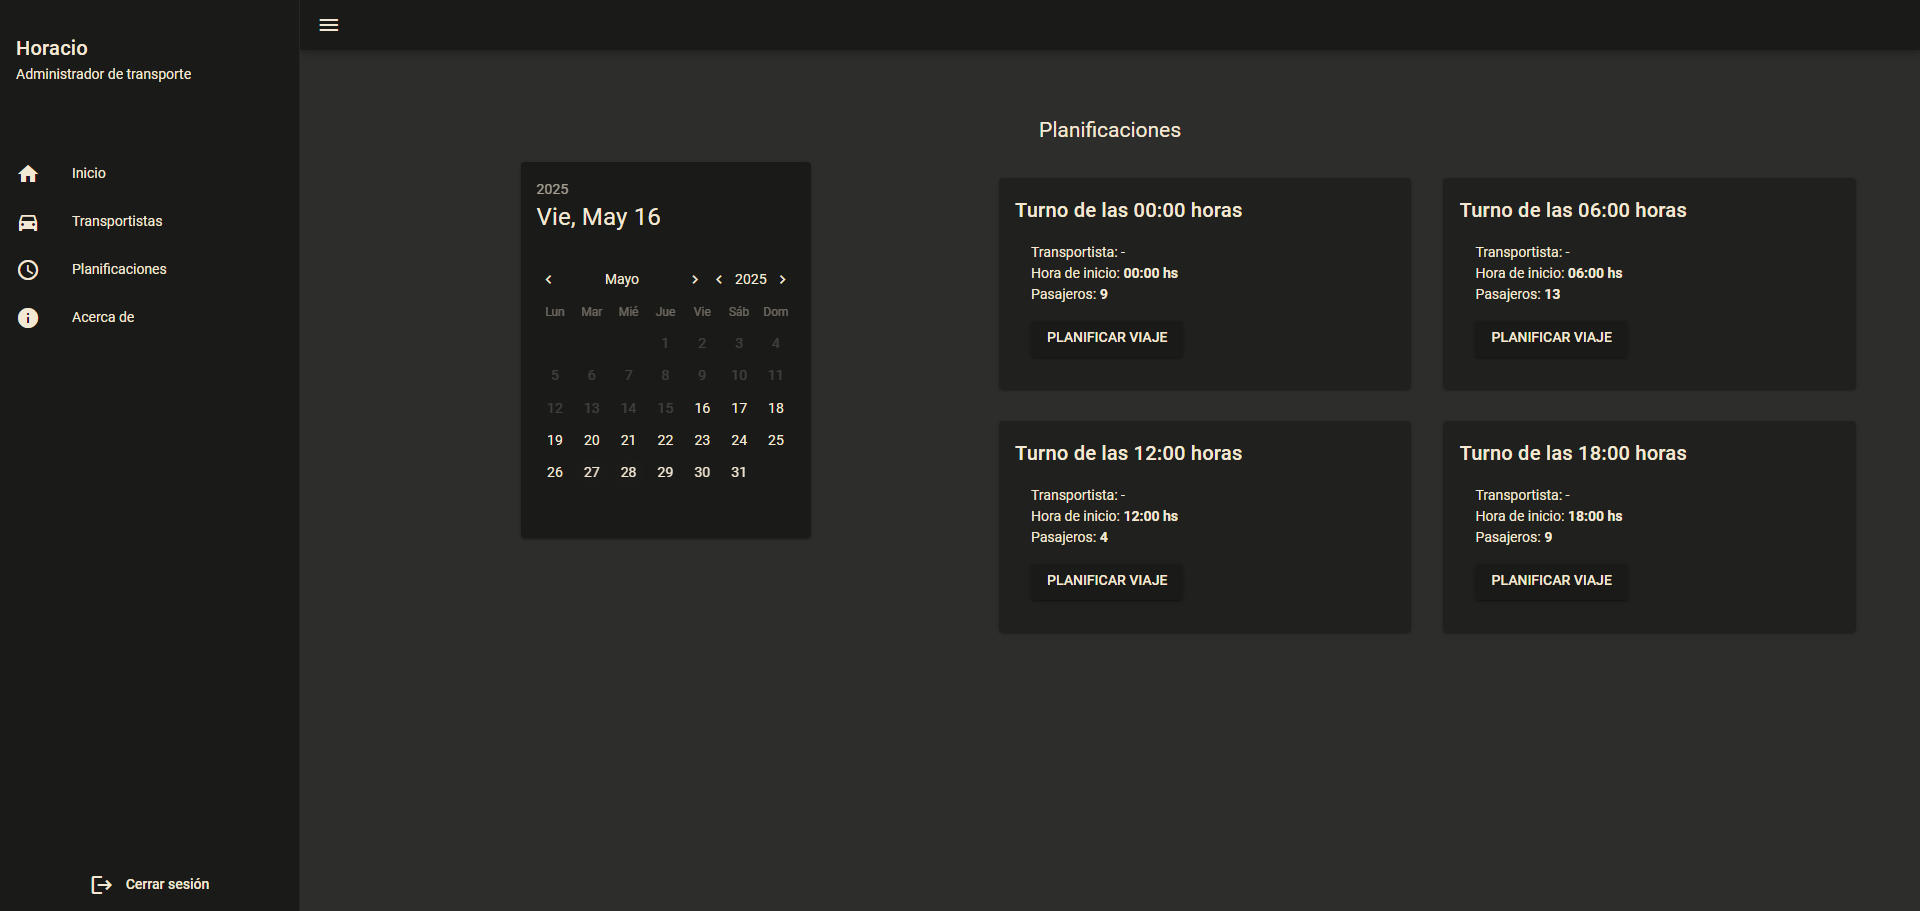 Horacio
Administrador de transporte
Inicio
Transportistas
Planificaciones
Acerca de
Cerrar sesión
Planificaciones
2025
Vie, May 16
Mayo 2025
Lun Mar Mié Jue Vie Sáb Dom
1 2 3 4
5 6 7 8 9 10 11
12 13 14 15 16 17 18
19 20 21 22 23 24 25
26 27 28 29 30 31
Turno de las 00:00 horas
Transportista: -
Hora de inicio: 00:00 hs
Pasajeros: 9
PLANIFICAR VIAJE
Turno de las 06:00 horas
Transportista: -
Hora de inicio: 06:00 hs
Pasajeros: 13
PLANIFICAR VIAJE
Turno de las 12:00 horas
Transportista: -
Hora de inicio: 12:00 hs
Pasajeros: 4
PLANIFICAR VIAJE
Turno de las 18:00 horas
Transportista: -
Hora de inicio: 18:00 hs
Pasajeros: 9
PLANIFICAR VIAJE